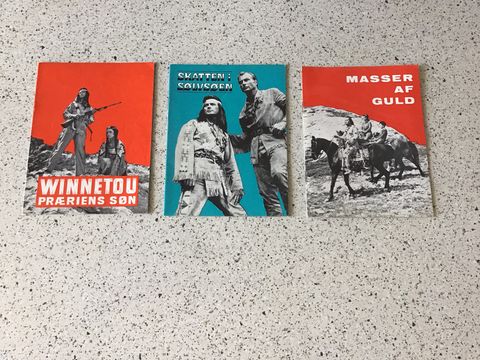 WINNETOU
PRÆRIENS SØN
SKATTEN i
SØLVSØEN
MASSER
AF
GULD